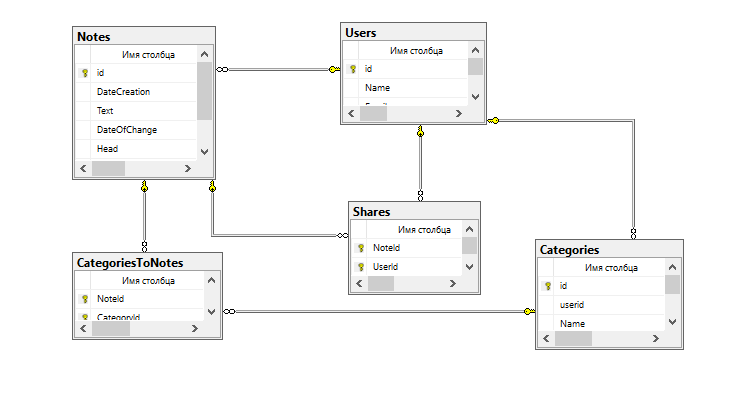 Notes
Имя столбца
id
DateCreation
Text
DateOfChange
Head
Users
Имя столбца
id
Name
Shares
Имя столбца
NoteId
UserId
CategoriesToNotes
Имя столбца
NoteId
CategoryId
Categories
Имя столбца
id
userid
Name